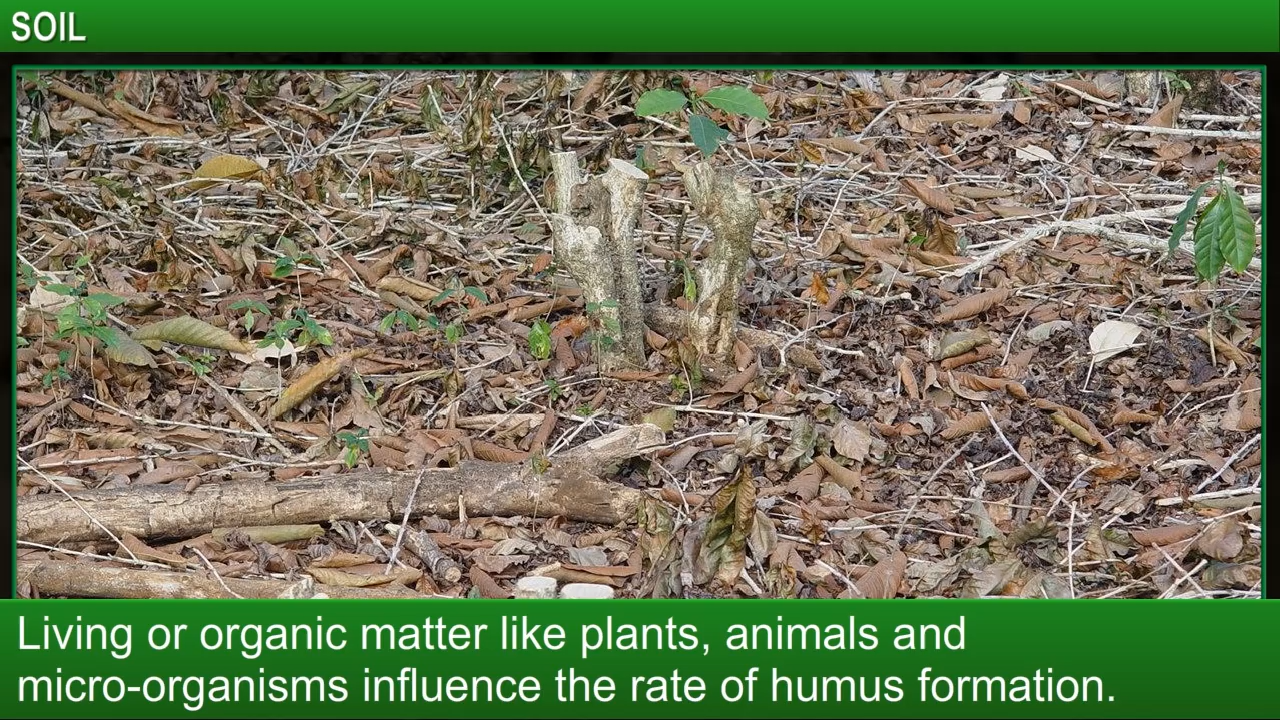 SOIL
Living or organic matter like plants, animals and
micro-organisms influence the rate of humus formation.